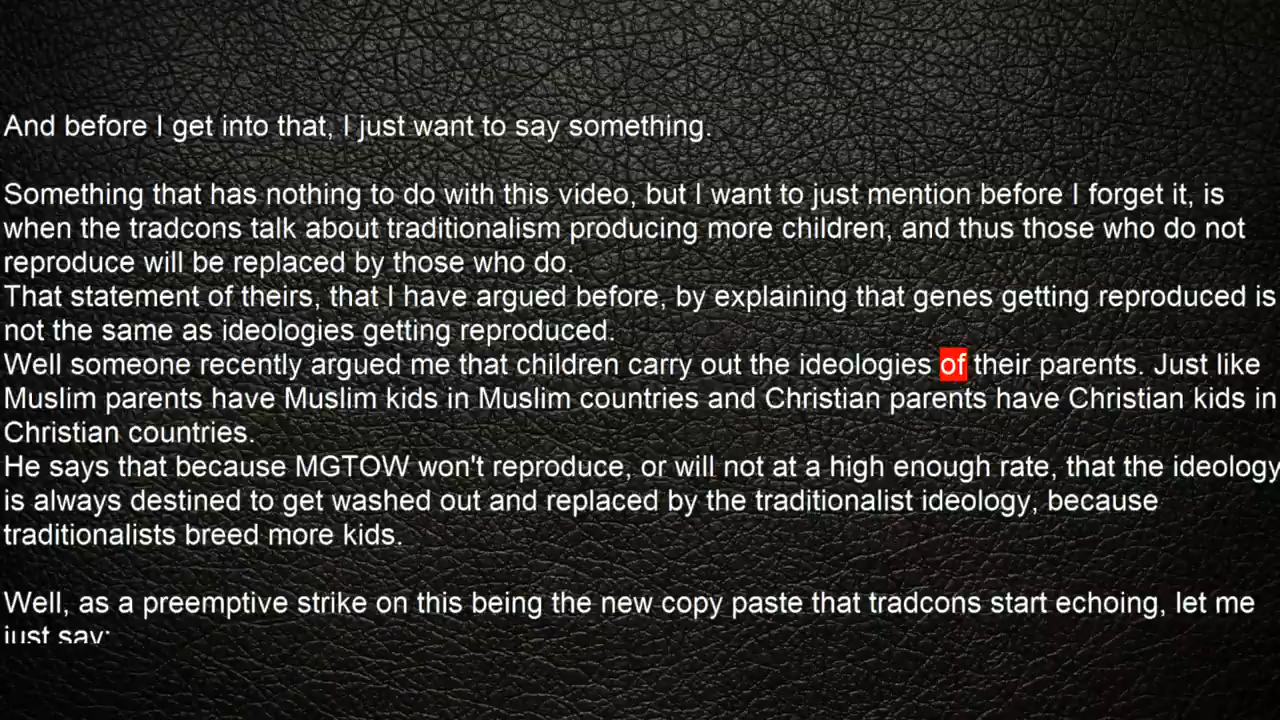 And before I get into that, I just want to say something.
Something that has nothing to do with this video, but I want to just mention before I forget it, is
when the tradcons talk about traditionalism producing more children, and thus those who do not
reproduce will be replaced by those who do.
That statement of theirs, that I have argued before, by explaining that genes getting reproduced is
not the same as ideologies getting reproduced.
Well someone recently argued me that children carry out the ideologies of their parents. Just like
Muslim parents have Muslim kids in Muslim countries and Christian parents have Christian kids in
Christian countries.
He says that because MGTOW won't reproduce, or will not at a high enough rate, that the ideology
is always destined to get washed out and replaced by the traditionalist ideology, because
traditionalists breed more kids.
Well, as a preemptive strike on this being the new copy paste that tradcons start echoing, let me
just say: